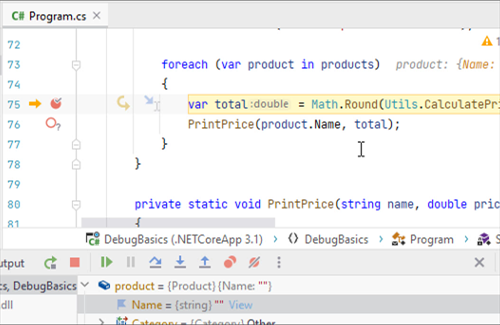 C# Program.cs
72
1
73 foreach (var product in products) product: {Name:
74 {
75 var total :double = Math.Round(Utils.CalculatePri
76 PrintPrice(product.Name, total);
77 }
78 }
79
80 private static void PrintPrice(string name, double pric
81 {
DebugBasics (.NETCoreApp 3.1) › DebugBasics › Program › S
utput
s, DebugBasics product = {Product} {Name: ""}
dll Name = {string} "" View
Category = {Category} Other